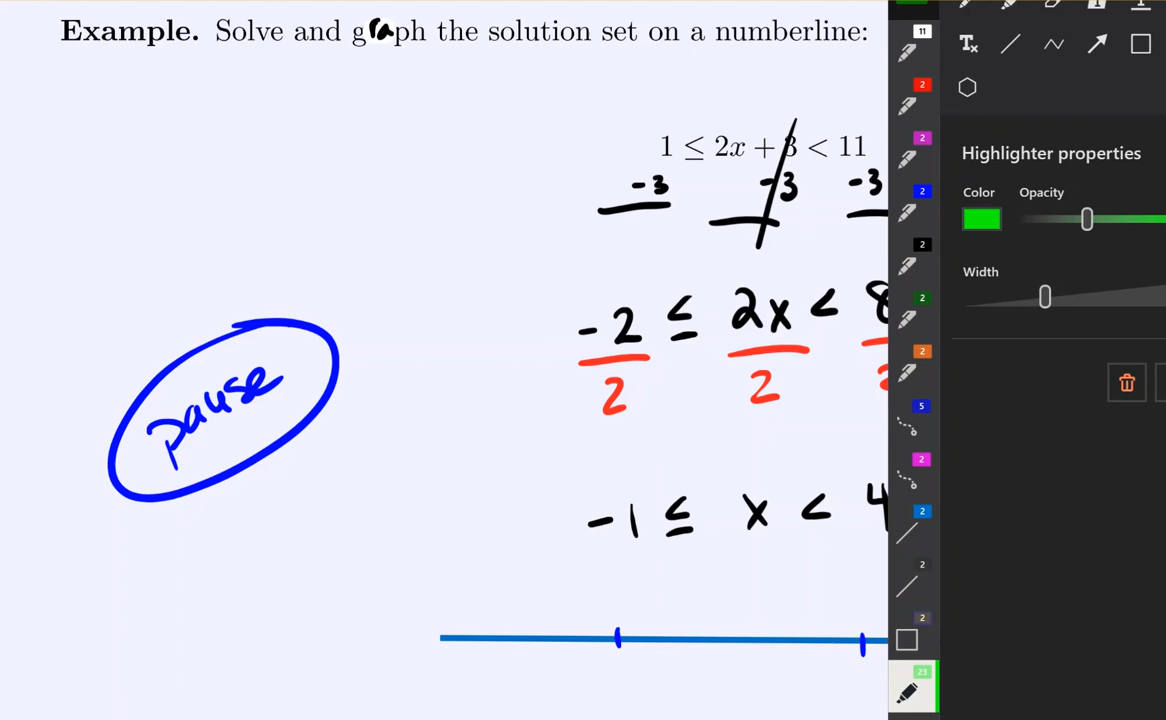 Example. Solve and graph the solution set on a numberline:
1 ≤ 2x + 3 < 11
-3 -3 -3
-2 ≤ 2x < 8
2 2 2
-1 ≤ x < 4
pause
11
2
2
2
2
2
2
5
2
2
2
2
23
Highlighter properties
Color Opacity
Width